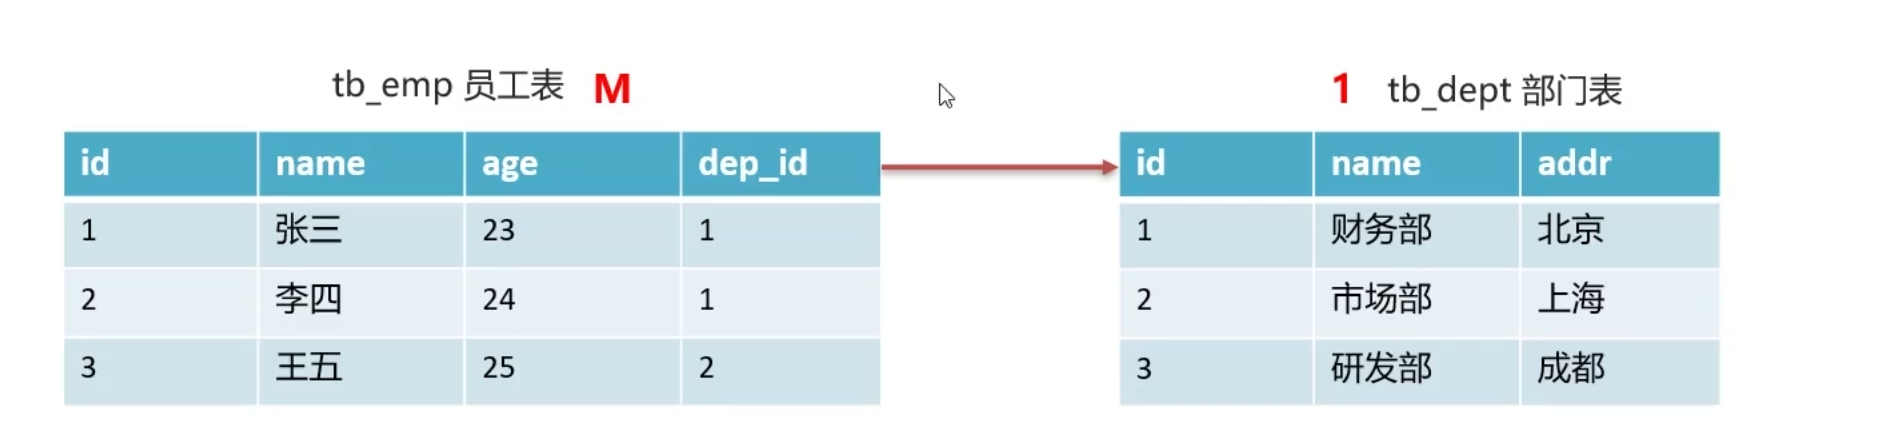 tb_emp 员工表 M
1 tb_dept 部门表
id name age dep_id
1 张三 23 1
2 李四 24 1
3 王五 25 2
id name addr
1 财务部 北京
2 市场部 上海
3 研发部 成都